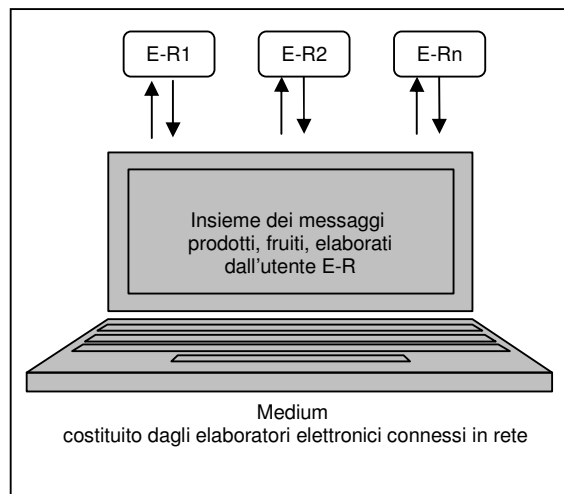 E-R1 E-R2 E-Rn
Insieme dei messaggi
prodotti, fruiti, elaborati
dall'utente E-R
Medium
costituito dagli elaboratori elettronici connessi in rete